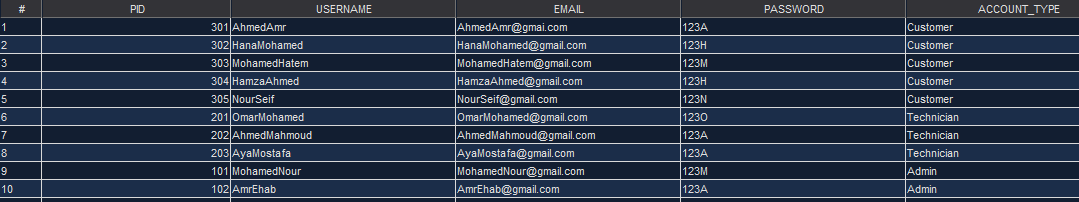 # PID USERNAME EMAIL PASSWORD ACCOUNT_TYPE
1 301 AhmedAmr AhmedAmr@gmai.com 123A Customer
2 302 HanaMohamed HanaMohamed@gmail.com 123H Customer
3 303 MohamedHatem MohamedHatem@gmail.com 123M Customer
4 304 HamzaAhmed HamzaAhmed@gmail.com 123H Customer
5 305 NourSeif NourSeif@gmail.com 123N Customer
6 201 OmarMohamed OmarMohamed@gmail.com 123O Technician
7 202 AhmedMahmoud AhmedMahmoud@gmail.com 123A Technician
8 203 AyaMostafa AyaMostafa@gmail.com 123A Technician
9 101 MohamedNour MohamedNour@gmail.com 123M Admin
10 102 AmrEhab AmrEhab@gmail.com 123A Admin